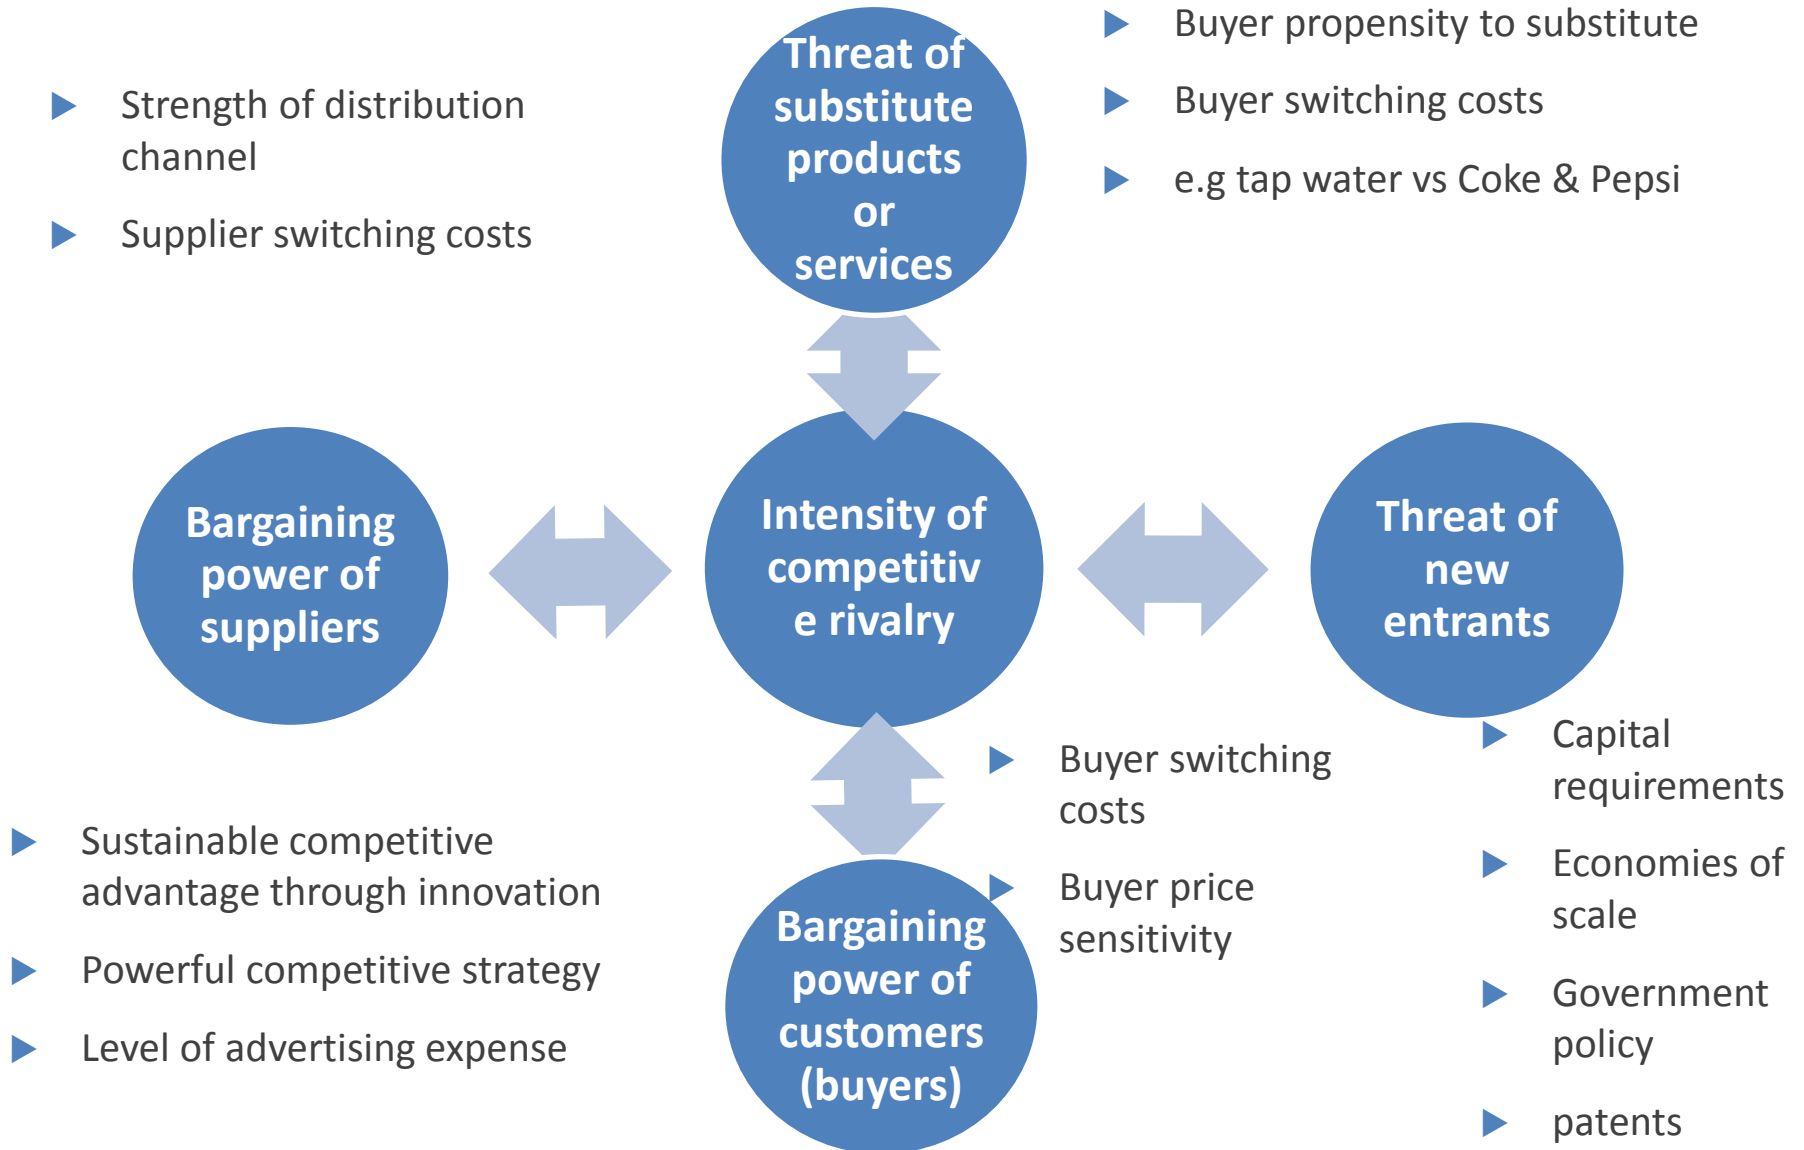 Threat of
substitute
products
or
services
Buyer propensity to substitute
Buyer switching costs
e.g tap water vs Coke & Pepsi
Strength of distribution
channel
Supplier switching costs
Bargaining
power of
suppliers
Intensity of
competitiv
e rivalry
Threat of
new
entrants
Sustainable competitive
advantage through innovation
Powerful competitive strategy
Level of advertising expense
Bargaining
power of
customers
(buyers)
Buyer switching
costs
Buyer price
sensitivity
Capital
requirements
Economies of
scale
Government
policy
patents